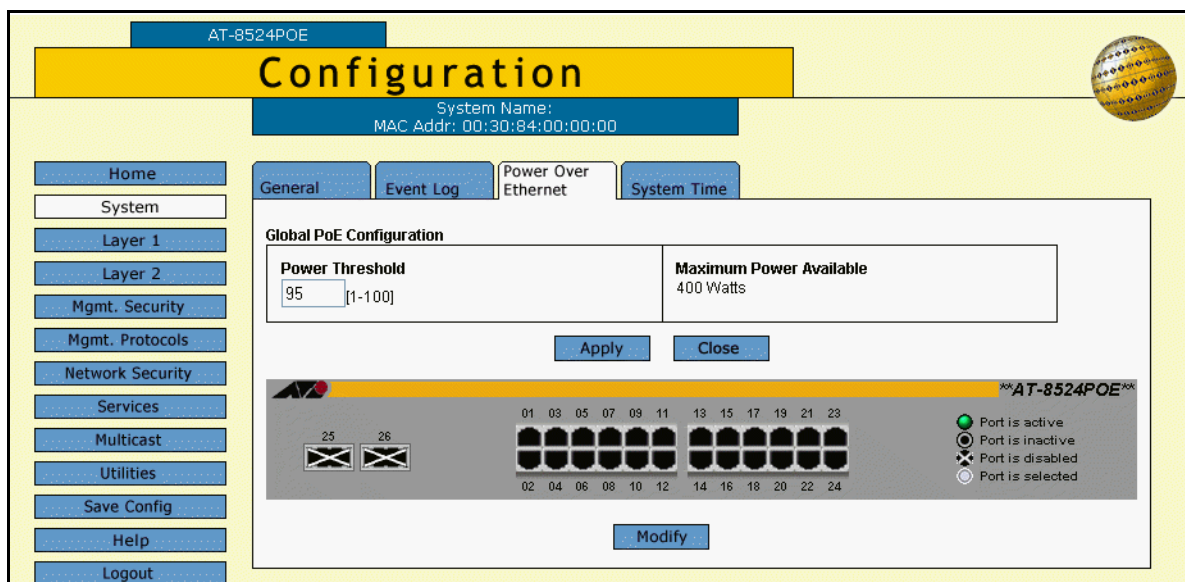 AT-8524POE
Configuration
System Name:
MAC Addr: 00:30:84:00:00:00
Home
System
Layer 1
Layer 2
Mgmt. Security
Mgmt. Protocols
Network Security
Services
Multicast
Utilities
Save Config
Help
Logout
General
Event Log
Power Over
Ethernet
System Time
Global PoE Configuration
Power Threshold
95 [1-100]
Maximum Power Available
400 Watts
Apply
Close
**AT-8524POE**
25 26
01 03 05 07 09 11 13 15 17 19 21 23
02 04 06 08 10 12 14 16 18 20 22 24
Port is active
Port is inactive
Port is disabled
Port is selected
Modify